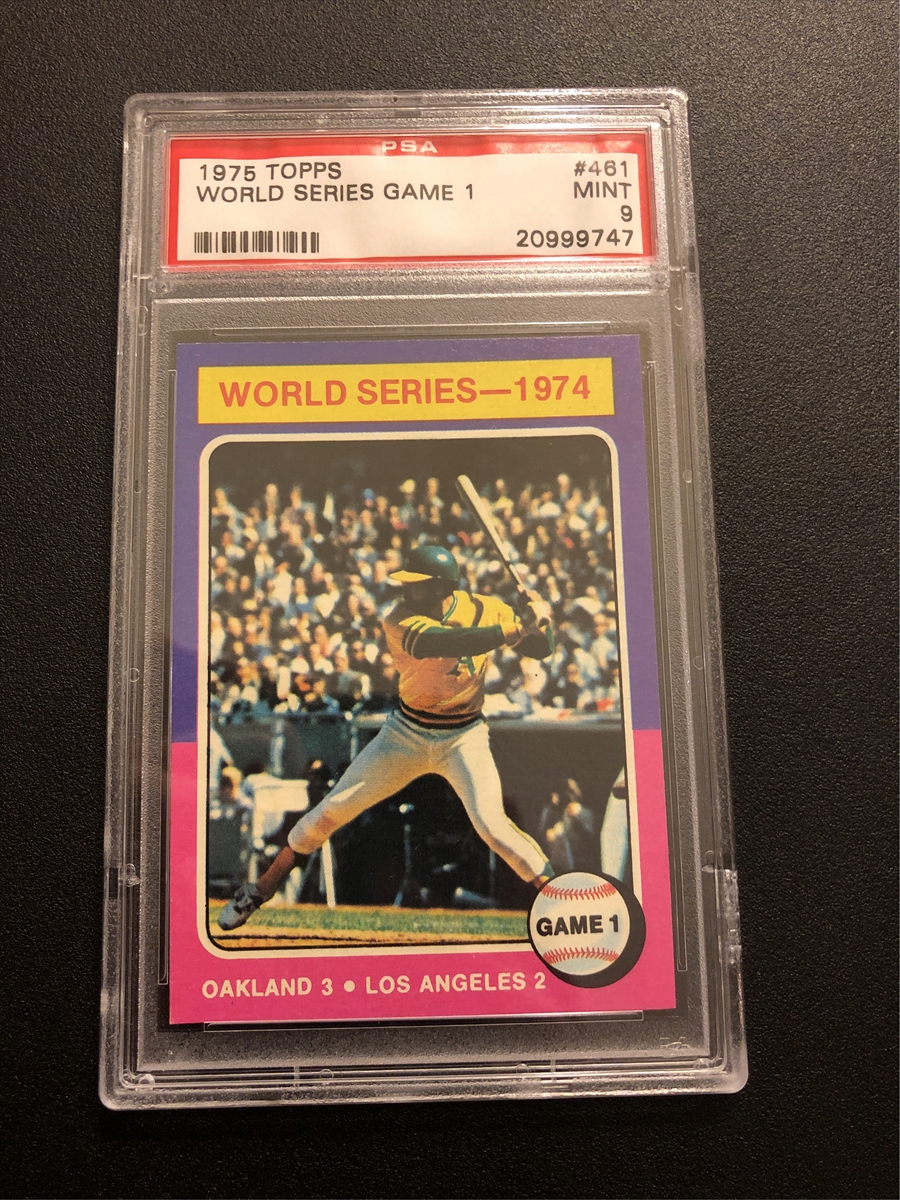 PSA
1975 TOPPS #461
WORLD SERIES GAME 1 MINT
9
20999747
WORLD SERIES—1974
GAME 1
OAKLAND 3 • LOS ANGELES 2